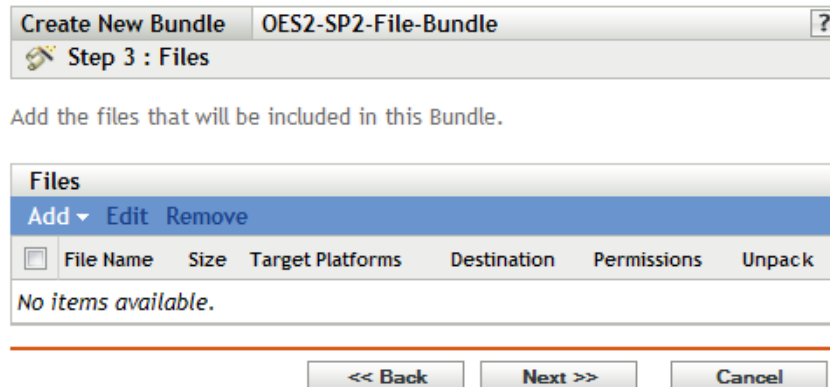 Create New Bundle OES2-SP2-File-Bundle ?
Step 3 : Files
Add the files that will be included in this Bundle.
Files
Add Edit Remove
File Name Size Target Platforms Destination Permissions Unpack
No items available.
<< Back Next >> Cancel